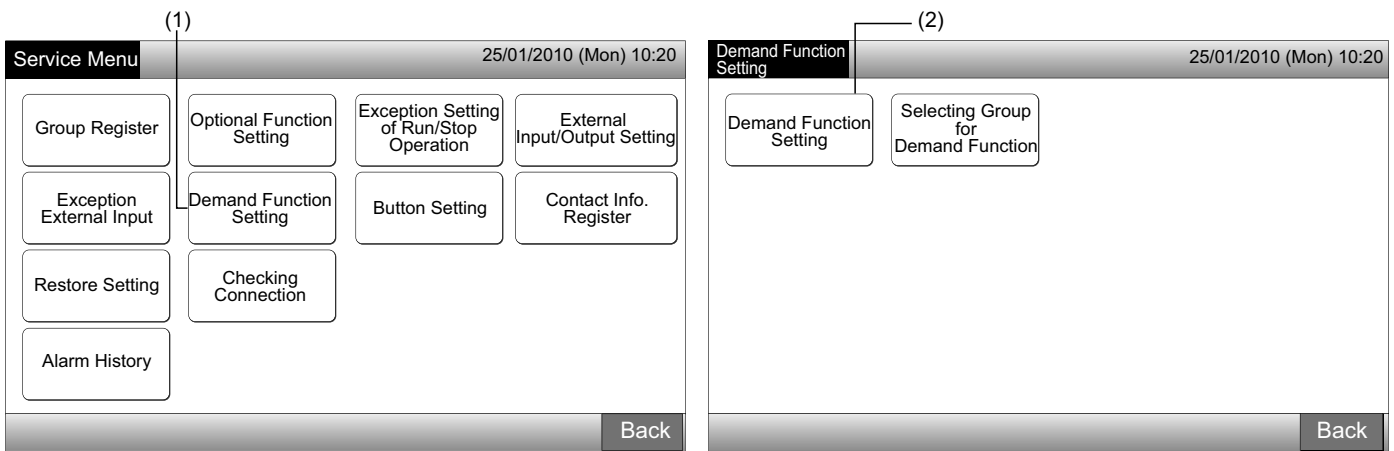 (1)
Service Menu
25/01/2010 (Mon) 10:20
Group Register
Optional Function
Setting
Exception Setting
of Run/Stop
Operation
External
Input/Output Setting
Exception
External Input
Demand Function
Setting
Button Setting
Contact Info.
Register
Restore Setting
Checking
Connection
Alarm History
Back
(2)
Demand Function
Setting
25/01/2010 (Mon) 10:20
Demand Function
Setting
Selecting Group
for
Demand Function
Back